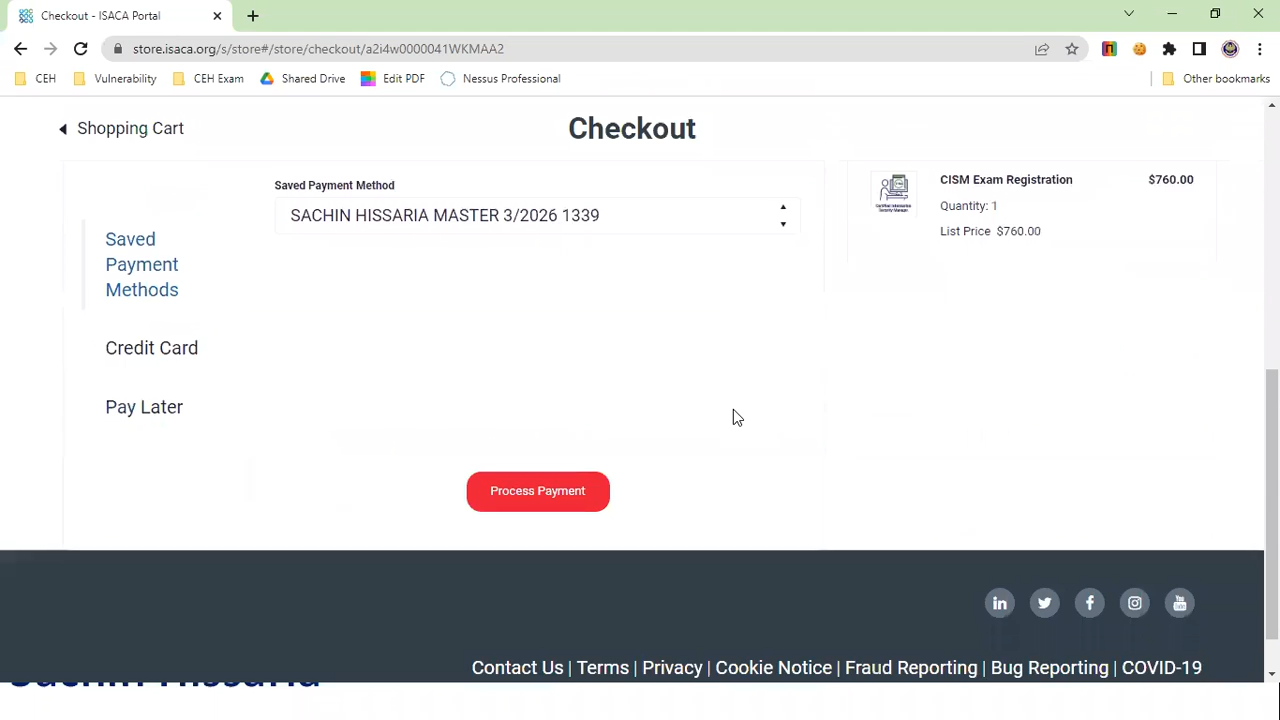 Checkout - ISACA Portal
store.isaca.org/s/store#/store/checkout/a2i4w0000041WKMAA2
CEH
Vulnerability
CEH Exam
Shared Drive
Edit PDF
Nessus Professional
Other bookmarks
Shopping Cart
Checkout
Saved Payment Method
SACHIN HISSARIA MASTER 3/2026 1339
Saved
Payment
Methods
Credit Card
Pay Later
Process Payment
CISM Exam Registration $760.00
Quantity: 1
List Price $760.00
Contact Us | Terms | Privacy | Cookie Notice | Fraud Reporting | Bug Reporting | COVID-19
Sachin Hissaria